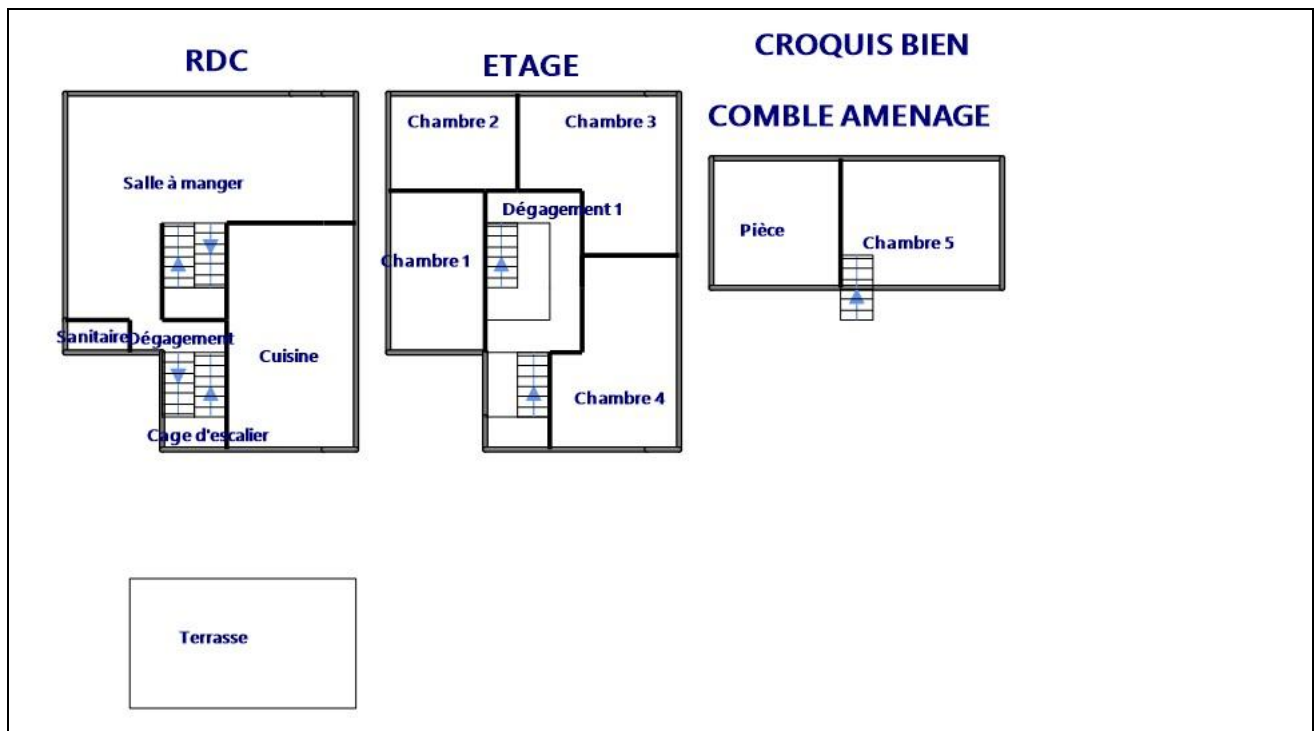 CROQUIS BIEN
RDC
ETAGE
COMBLE AMENAGE
Chambre 2
Chambre 3
Salle à manger
Dégagement 1
Pièce
Chambre 5
Chambre 1
Sanitaire
Dégagement
Cuisine
Chambre 4
Cage d'escalier
Terrasse